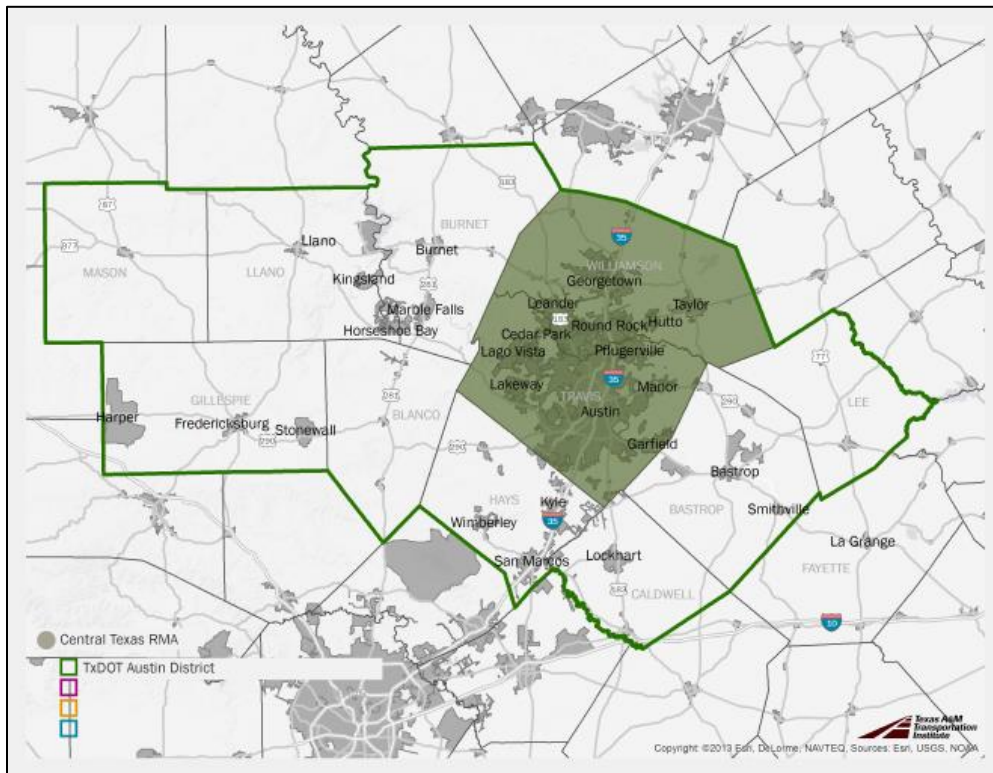 183
87
BURNET
35
377
Llano
Burnet
WILLIAMSON
MASON
LLANO
Kingsland
281
Georgetown
Leander
Taylor
Marble Falls
183
Hutto
Horseshoe Bay
Cedar Park
Round Rock
Lago Vista
Pflugerville
77
Lakeway
35
Manor
281
TRAVIS
290
LEE
GILLESPIE
BLANCO
Austin
Harper
Fredericksburg
Stonewall
290
290
Garfield
Bastrop
HAYS
Kyle
BASTROP
Smithville
Wimberley
35
La Grange
San Marcos
Lockhart
FAYETTE
183
CALDWELL
10
Central Texas RMA
TxDOT Austin District
Texas A&M
Transportation
Institute
Copyright: ©2013 Esri, DeLorme, NAVTEQ, Sources: Esri, USGS, NOAA